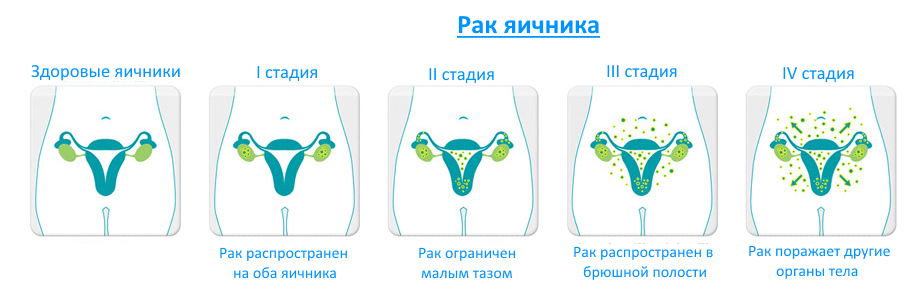 Рак яичника
Здоровые яичники
I стадия
II стадия
III стадия
IV стадия
Рак распространен
на оба яичника
Рак ограничен
малым тазом
Рак распространен в
брюшной полости
Рак поражает другие
органы тела